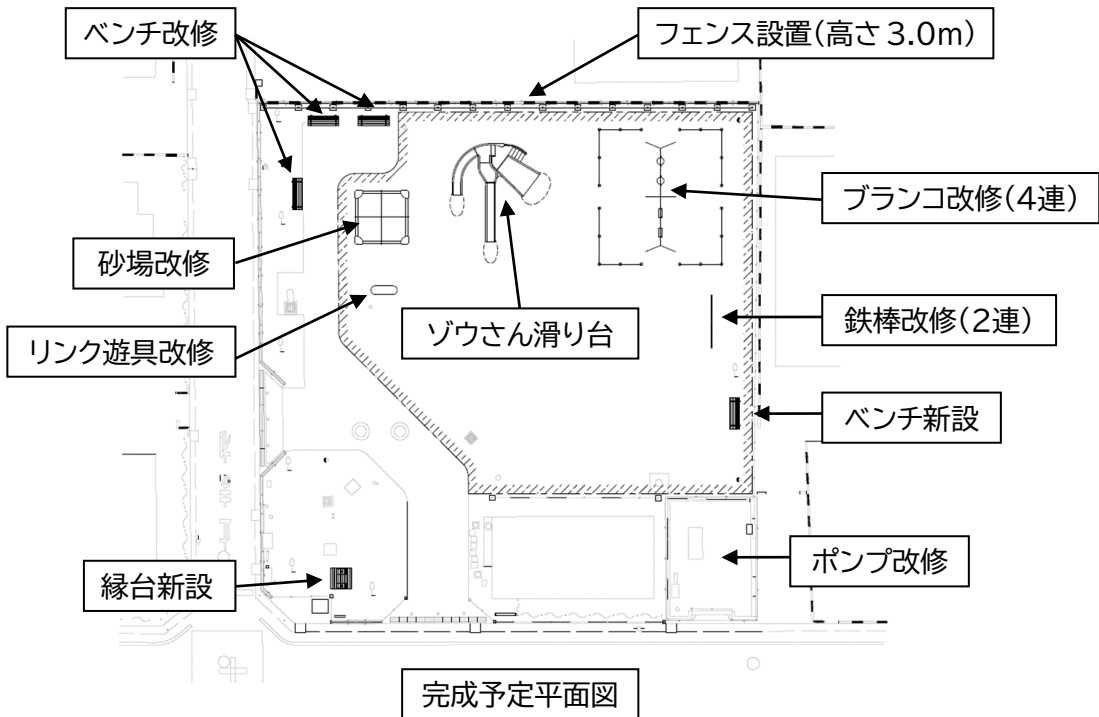 ベンチ改修
フェンス設置(高さ3.0m)
ブランコ改修(4連)
砂場改修
ゾウさん滑り台
鉄棒改修(2連)
リンク遊具改修
ベンチ新設
ポンプ改修
縁台新設
完成予定平面図